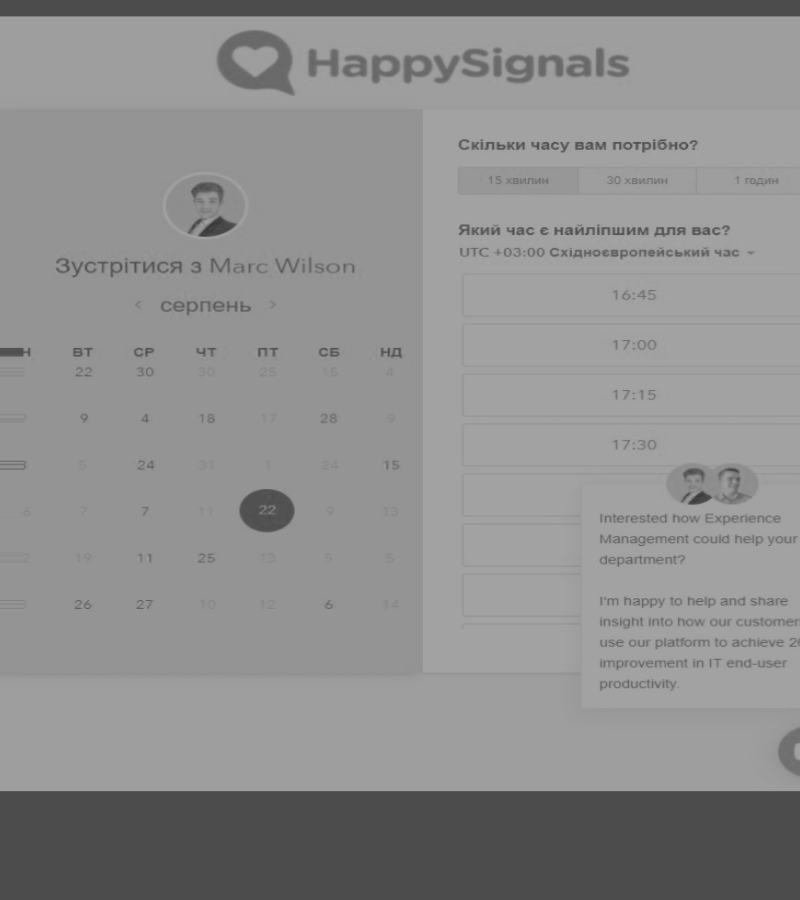 HappySignals
Зустрітися з Marc Wilson
серпень
Н ВТ СР ЧТ ПТ СБ НД
22 30 30 25 15 4
9 4 18 17 28 9
5 24 31 1 24 15
6 7 7 11 22 9 13
2 19 11 25 13 5 5
26 27 10 12 6 14
Скільки часу вам потрібно?
15 хвилин 30 хвилин 1 годин
Який час є найліпшим для вас?
UTC +03:00 Східноєвропейський час
16:45
17:00
17:15
17:30
Interested how Experience
Management could help your
department?
I'm happy to help and share
insight into how our customer
use our platform to achieve 2
improvement in IT end-user
productivity.